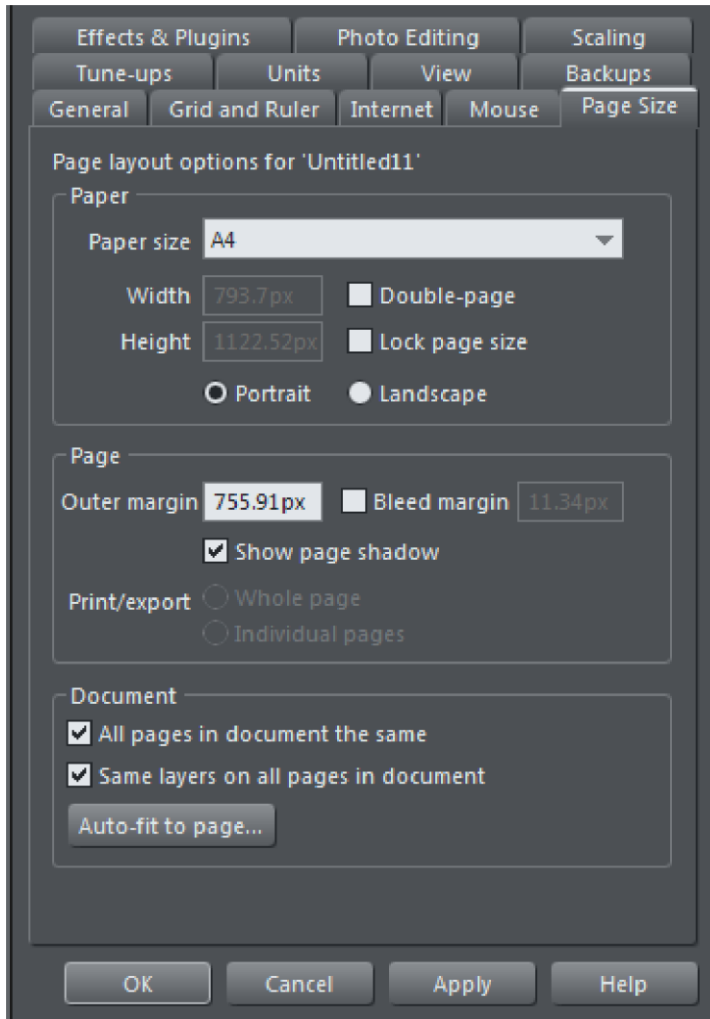 Effects & Plugins Photo Editing Scaling
Tune-ups Units View Backups
General Grid and Ruler Internet Mouse Page Size
Page layout options for 'Untitled11'
Paper
Paper size A4
Width 793.7px Double-page
Height 1122.52px Lock page size
Portrait Landscape
Page
Outer margin 755.91px Bleed margin 11.34px
Show page shadow
Print/export Whole page
Individual pages
Document
All pages in document the same
Same layers on all pages in document
Auto-fit to page...
OK Cancel Apply Help